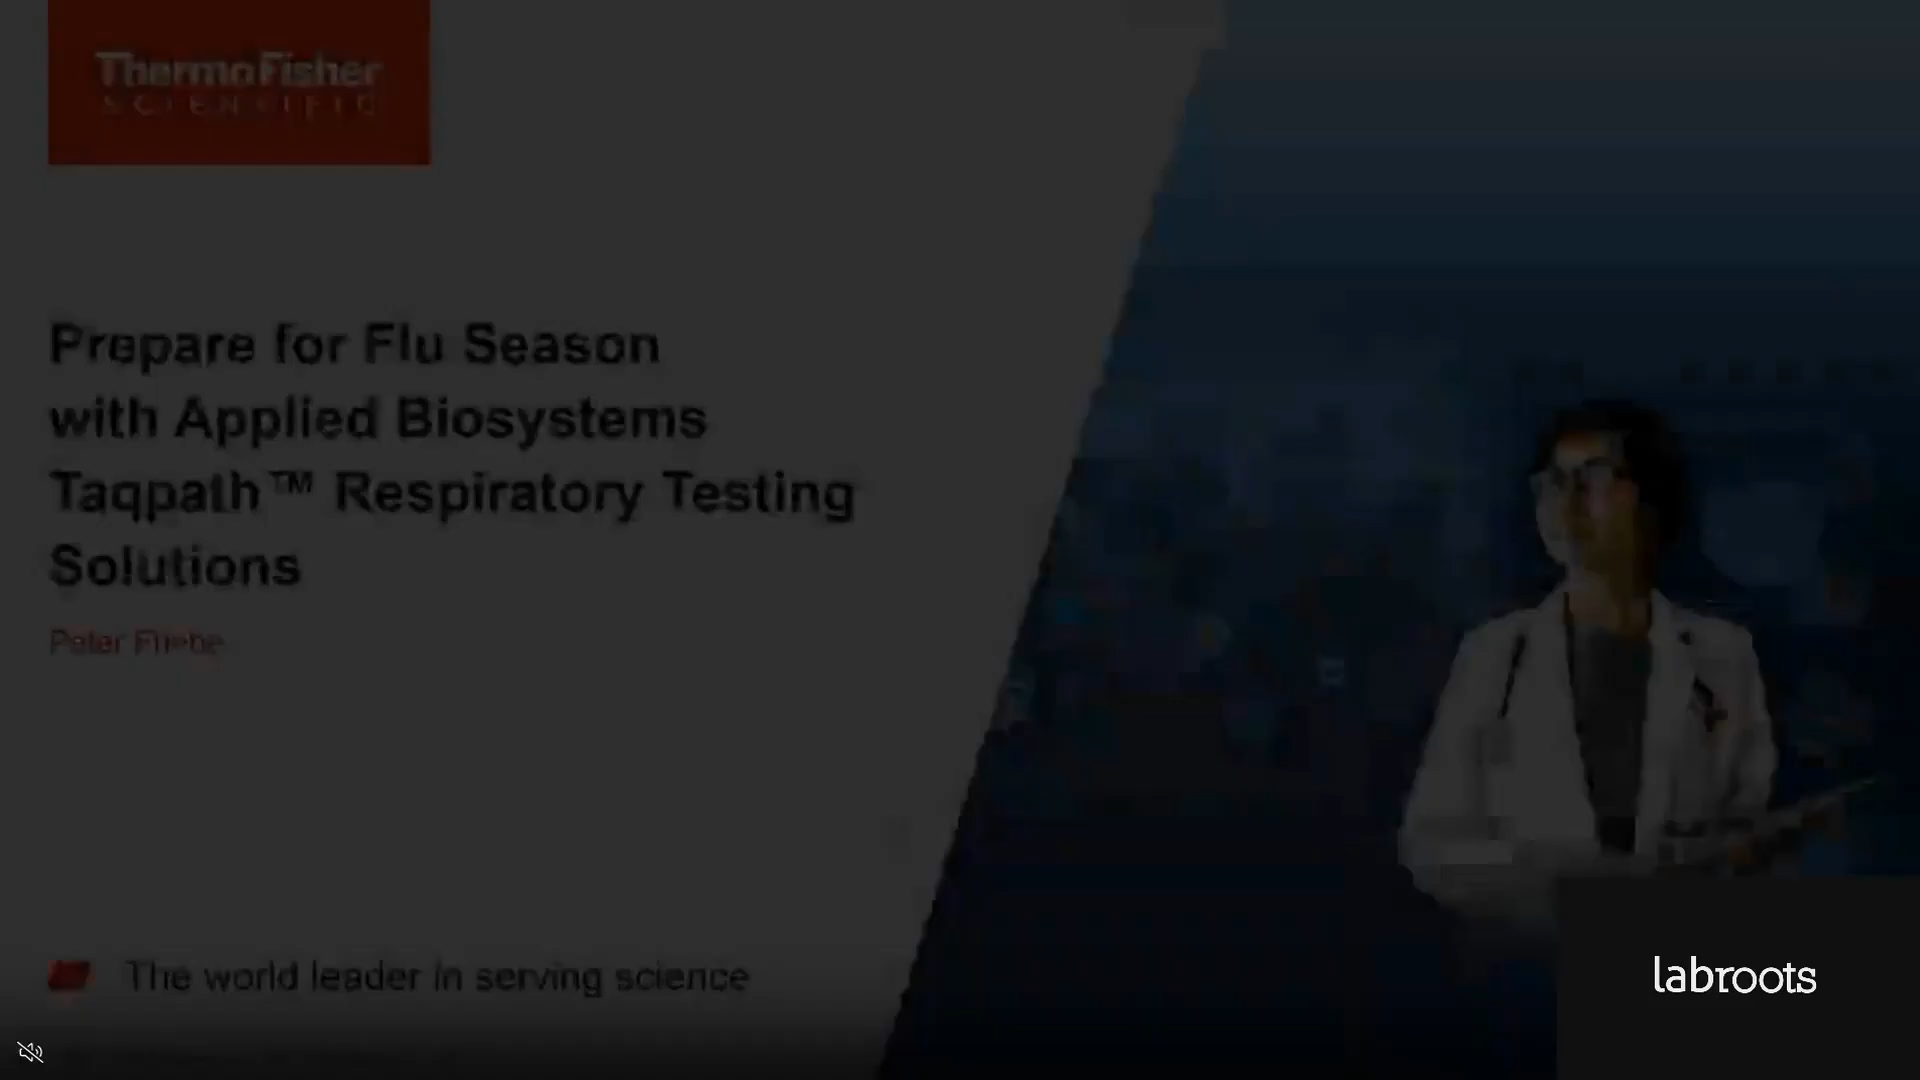 ThermoFisher
SCIENTIFIC
Prepare for Flu Season
with Applied Biosystems
Taqpath™ Respiratory Testing
Solutions
Peter
The world leader in serving science
labroots